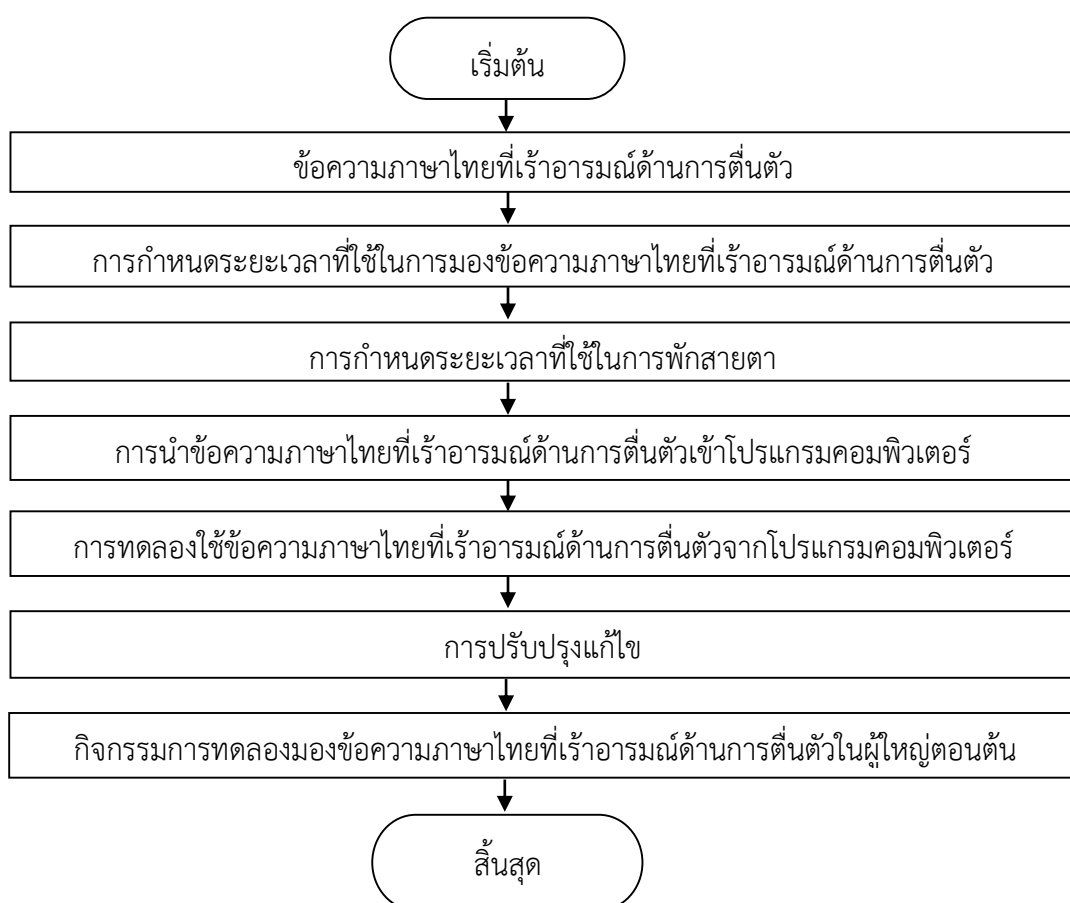 เริ่มต้น
ข้อความภาษาไทยที่เร้าอารมณ์ด้านการตื่นตัว
การกำหนดระยะเวลาที่ใช้ในการมองข้อความภาษาไทยที่เร้าอารมณ์ด้านการตื่นตัว
การกำหนดระยะเวลาที่ใช้ในการพักสายตา
การนำข้อความภาษาไทยที่เร้าอารมณ์ด้านการตื่นตัวเข้าโปรแกรมคอมพิวเตอร์
การทดลองใช้ข้อความภาษาไทยที่เร้าอารมณ์ด้านการตื่นตัวจากโปรแกรมคอมพิวเตอร์
การปรับปรุงแก้ไข
กิจกรรมการทดลองมองข้อความภาษาไทยที่เร้าอารมณ์ด้านการตื่นตัวในผู้ใหญ่ตอนต้น
สิ้นสุด